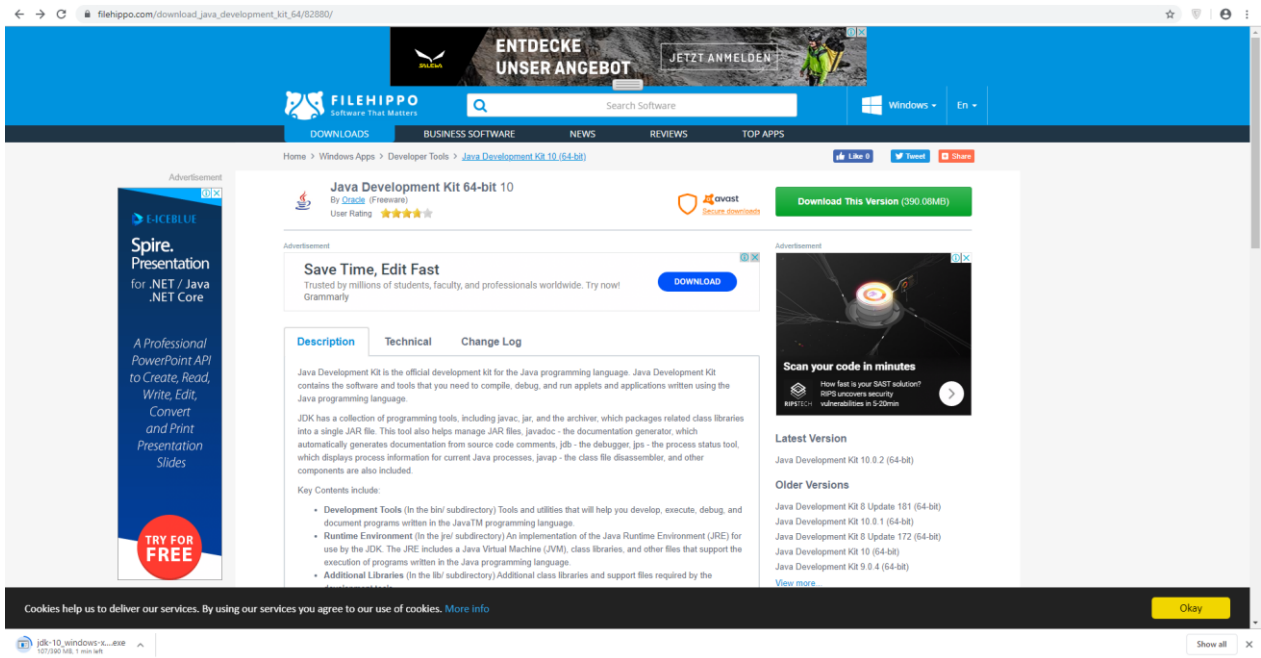 filehippo.com/download_java_development_kit_64/82880/
SALEWA
ENTDECKE
UNSER ANGEBOT
JETZT ANMELDEN
FILEHIPPO
Software That Matters
Search Software
Windows
En
DOWNLOADS
BUSINESS SOFTWARE
NEWS
REVIEWS
TOP APPS
Home > Windows Apps > Developer Tools > Java Development Kit 10 (64-bit)
Like 0
Tweet
Share
Advertisement
E-ICEBLUE
Spire.
Presentation
for .NET / Java
.NET Core
A Professional
PowerPoint API
to Create, Read,
Write, Edit,
Convert
and Print
Presentation
Slides
TRY FOR
FREE
Java Development Kit 64-bit 10
By Oracle (Freeware)
User Rating
avast
Secure downloads
Download This Version (390.08MB)
Advertisement
Save Time, Edit Fast
Trusted by millions of students, faculty, and professionals worldwide. Try now!
Grammarly
DOWNLOAD
Description
Technical
Change Log
Java Development Kit is the official development kit for the Java programming language. Java Development Kit
contains the software and tools that you need to compile, debug, and run applets and applications written using the
Java programming language.
JDK has a collection of programming tools, including javac, jar, and the archiver, which packages related class libraries
into a single JAR file. This tool also helps manage JAR files, javadoc - the documentation generator, which
automatically generates documentation from source code comments, jdb - the debugger, jps - the process status tool,
which displays process information for current Java processes, javap - the class file disassembler, and other
components are also included.
Key Contents include:
• Development Tools (In the bin/ subdirectory) Tools and utilities that will help you develop, execute, debug, and
document programs written in the JavaTM programming language.
• Runtime Environment (In the jre/ subdirectory) An implementation of the Java Runtime Environment (JRE) for
use by the JDK. The JRE includes a Java Virtual Machine (JVM), class libraries, and other files that support the
execution of programs written in the Java programming language.
• Additional Libraries (In the lib/ subdirectory) Additional class libraries and support files required by the
Advertisement
Scan your code in minutes
RIPSTECH
How fast is your SAST solution?
RIPS uncovers security
vulnerabilities in 5-20min
Latest Version
Java Development Kit 10.0.2 (64-bit)
Older Versions
Java Development Kit 8 Update 181 (64-bit)
Java Development Kit 10.0.1 (64-bit)
Java Development Kit 8 Update 172 (64-bit)
Java Development Kit 10 (64-bit)
Java Development Kit 9.0.4 (64-bit)
View more...
Cookies help us to deliver our services. By using our services you agree to our use of cookies. More info
Okay
jdk-10_windows-x....exe
107/390 MB, 1 min left
Show all